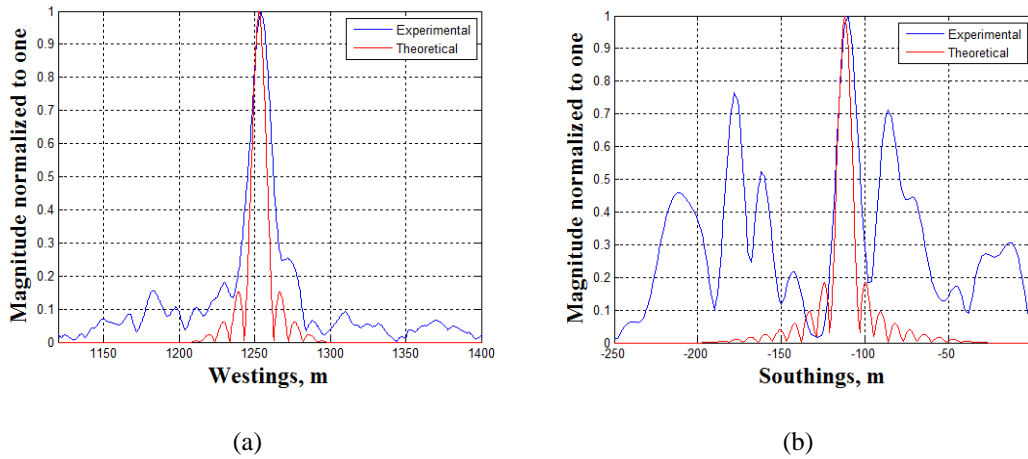 Experimental
Theoretical
Magnitude normalized to one
1
0.9
0.8
0.7
0.6
0.5
0.4
0.3
0.2
0.1
0
1150 1200 1250 1300 1350 1400
Westings, m
(a)
Experimental
Theoretical
Magnitude normalized to one
1
0.9
0.8
0.7
0.6
0.5
0.4
0.3
0.2
0.1
0
-250 -200 -150 -100 -50
Southings, m
(b)